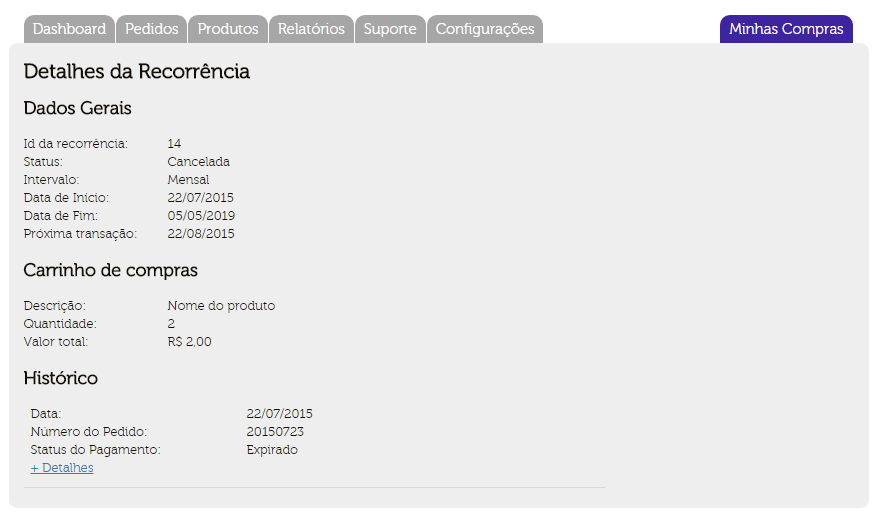 Dashboard Pedidos Produtos Relatórios Suporte Configurações Minhas Compras
Detalhes da Recorrência
Dados Gerais
Id da recorrência: 14
Status: Cancelada
Intervalo: Mensal
Data de Início: 22/07/2015
Data de Fim: 05/05/2019
Próxima transação: 22/08/2015
Carrinho de compras
Descrição: Nome do produto
Quantidade: 2
Valor total: R$ 2,00
Histórico
Data: 22/07/2015
Número do Pedido: 20150723
Status do Pagamento: Expirado
+ Detalhes